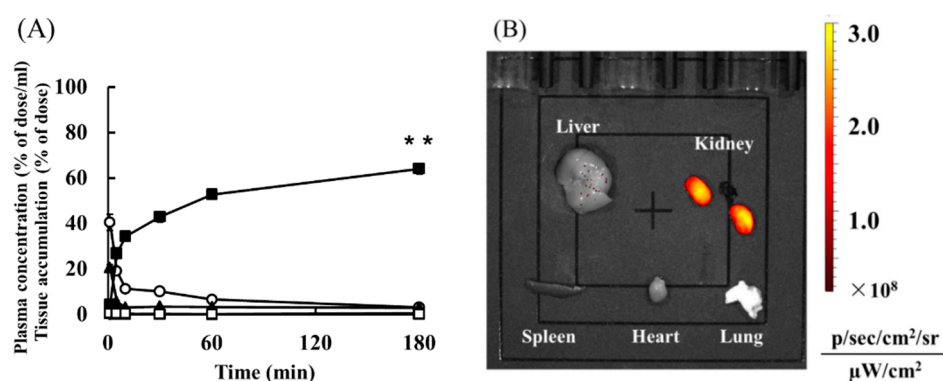 (A)
Plasma concentration (% of dose/ml)
Tissue accumulation (% of dose)
100
80
60
40
20
0
* *
0
60
120
180
Time (min)
(B)
Liver
Kidney
Spleen
Heart
Lung
3.0
2.0
1.0
×10⁸
p/sec/cm²/sr
μW/cm²